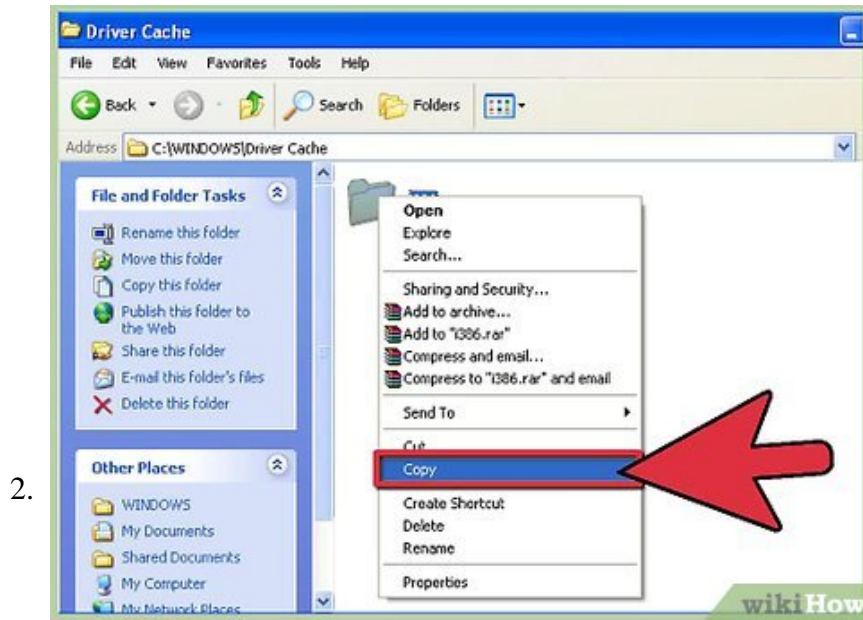 Driver Cache
File Edit View Favorites Tools Help
Back Search Folders
Address C:\WINDOWS\Driver Cache
File and Folder Tasks
Rename this folder
Move this folder
Copy this folder
Publish this folder to
the Web
Share this folder
E-mail this folder's files
Delete this folder
Other Places
WINDOWS
My Documents
Shared Documents
My Computer
My Network Places
Open
Explore
Search...
Sharing and Security...
Add to archive...
Add to "i386.rar"
Compress and email...
Compress to "i386.rar" and email
Send To
Cut
Copy
Create Shortcut
Delete
Rename
Properties
2.
wikiHow